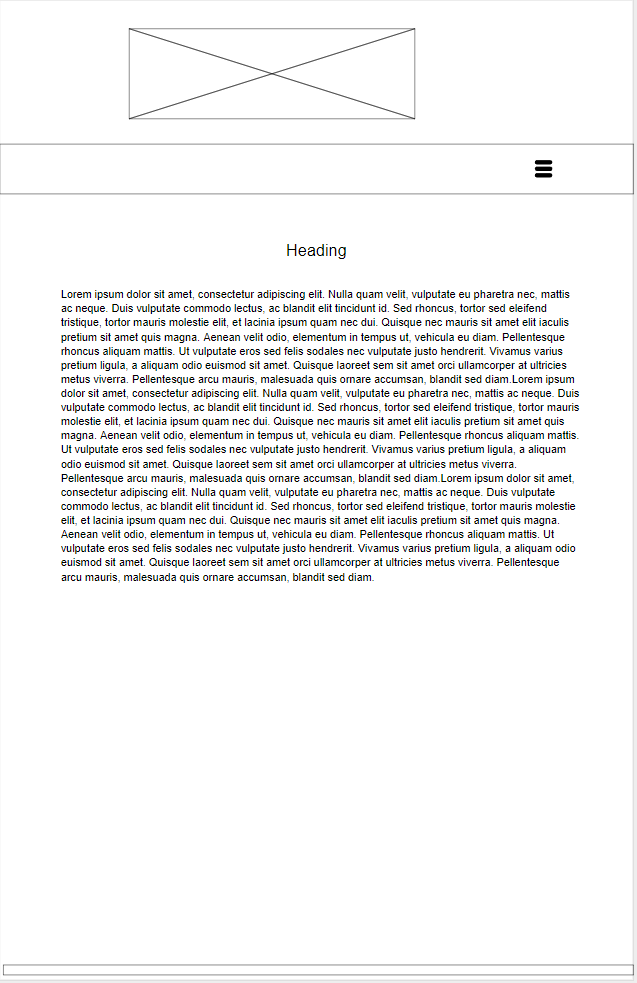 Heading
Lorem ipsum dolor sit amet, consectetur adipiscing elit. Nulla quam velit, vulputate eu pharetra nec, mattis
ac neque. Duis vulputate commodo lectus, ac blandit elit tincidunt id. Sed rhoncus, tortor sed eleifend
tristique, tortor mauris molestie elit, et lacinia ipsum quam nec dui. Quisque nec mauris sit amet elit iaculis
pretium sit amet quis magna. Aenean velit odio, elementum in tempus ut, vehicula eu diam. Pellentesque
rhoncus aliquam mattis. Ut vulputate eros sed felis sodales nec vulputate justo hendrerit. Vivamus varius
pretium ligula, a aliquam odio euismod sit amet. Quisque laoreet sem sit amet orci ullamcorper at ultricies
metus viverra. Pellentesque arcu mauris, malesuada quis ornare accumsan, blandit sed diam.Lorem ipsum
dolor sit amet, consectetur adipiscing elit. Nulla quam velit, vulputate eu pharetra nec, mattis ac neque. Duis
vulputate commodo lectus, ac blandit elit tincidunt id. Sed rhoncus, tortor sed eleifend tristique, tortor mauris
molestie elit, et lacinia ipsum quam nec dui. Quisque nec mauris sit amet elit iaculis pretium sit amet quis
magna. Aenean velit odio, elementum in tempus ut, vehicula eu diam. Pellentesque rhoncus aliquam mattis.
Ut vulputate eros sed felis sodales nec vulputate justo hendrerit. Vivamus varius pretium ligula, a aliquam
odio euismod sit amet. Quisque laoreet sem sit amet orci ullamcorper at ultricies metus viverra.
Pellentesque arcu mauris, malesuada quis ornare accumsan, blandit sed diam.Lorem ipsum dolor sit amet,
consectetur adipiscing elit. Nulla quam velit, vulputate eu pharetra nec, mattis ac neque. Duis vulputate
commodo lectus, ac blandit elit tincidunt id. Sed rhoncus, tortor sed eleifend tristique, tortor mauris molestie
elit, et lacinia ipsum quam nec dui. Quisque nec mauris sit amet elit iaculis pretium sit amet quis magna.
Aenean velit odio, elementum in tempus ut, vehicula eu diam. Pellentesque rhoncus aliquam mattis. Ut
vulputate eros sed felis sodales nec vulputate justo hendrerit. Vivamus varius pretium ligula, a aliquam odio
euismod sit amet. Quisque laoreet sem sit amet orci ullamcorper at ultricies metus viverra. Pellentesque
arcu mauris, malesuada quis ornare accumsan, blandit sed diam.